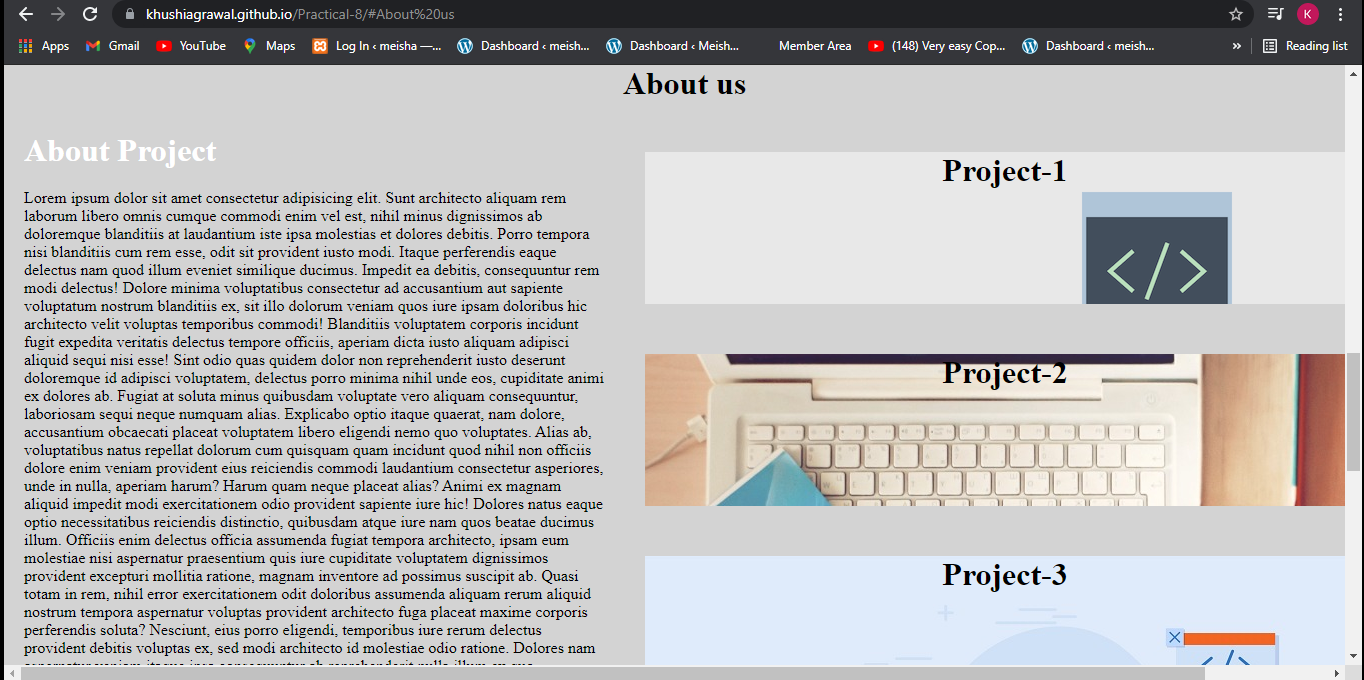 khushiagrawal.github.io/Practical-8/#About%20us
K
Apps
Gmail
YouTube
Maps
Log In ‹ meisha —...
Dashboard ‹ meish...
Dashboard ‹ Meish...
Member Area
(148) Very easy Cop...
Dashboard ‹ meish...
»
Reading list
About us
About Project
Lorem ipsum dolor sit amet consectetur adipisicing elit. Sunt architecto aliquam rem
laborum libero omnis cumque commodi enim vel est, nihil minus dignissimos ab
doloremque blanditiis at laudantium iste ipsa molestias et dolores debitis. Porro tempora
nisi blanditiis cum rem esse, odit sit provident iusto modi. Itaque perferendis eaque
delectus nam quod illum eveniet similique ducimus. Impedit ea debitis, consequuntur rem
modi delectus! Dolore minima voluptatibus consectetur ad accusantium aut sapiente
voluptatum nostrum blanditiis ex, sit illo dolorum veniam quos iure ipsam doloribus hic
architecto velit voluptas temporibus commodi! Blanditiis voluptatem corporis incidunt
fugit expedita veritatis delectus tempore officiis, aperiam dicta iusto aliquam adipisci
aliquid sequi nisi esse! Sint odio quas quidem dolor non reprehenderit iusto deserunt
doloremque id adipisci voluptatem, delectus porro minima nihil unde eos, cupiditate animi
ex dolores ab. Fugiat at soluta minus quibusdam voluptate vero aliquam consequuntur,
laboriosam sequi neque numquam alias. Explicabo optio itaque quaerat, nam dolore,
accusantium obcaecati placeat voluptatem libero eligendi nemo quo voluptates. Alias ab,
voluptatibus natus repellat dolorum cum quisquam quam incidunt quod nihil non officiis
dolore enim veniam provident eius reiciendis commodi laudantium consectetur asperiores,
unde in nulla, aperiam harum? Harum quam neque placeat alias? Animi ex magnam
aliquid impedit modi exercitationem odio provident sapiente iure hic! Dolores natus eaque
optio necessitatibus reiciendis distinctio, quibusdam atque iure nam quos beatae ducimus
illum. Officiis enim delectus officia assumenda fugiat tempora architecto, ipsam eum
molestiae nisi aspernatur praesentium quis iure cupiditate voluptatem dignissimos
provident excepturi mollitia ratione, magnam inventore ad possimus suscipit ab. Quasi
totam in rem, nihil error exercitationem odit doloribus assumenda aliquam rerum aliquid
nostrum tempora aspernatur voluptas provident architecto fuga placeat maxime corporis
perferendis soluta? Nesciunt, eius porro eligendi, temporibus iure rerum delectus
provident debitis voluptas ex, sed modi architecto id molestiae odio ratione. Dolores nam
Project-1
</>
Project-2
Project-3